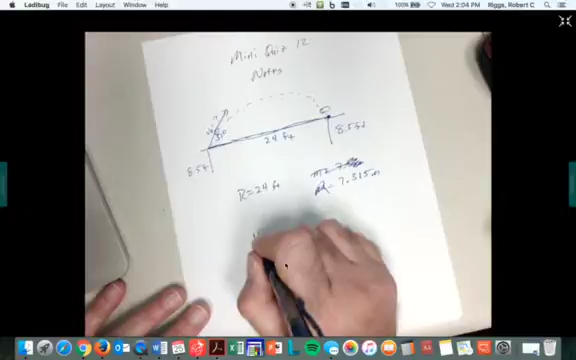 Ladibug File Edit Layout Window Help
100% Wed 2:04 PM Riggs, Robert C
Mini Quiz 12
Notes
24 ft
8.5 ft
8.5 ft
R = 24 ft
R = 7.315 m